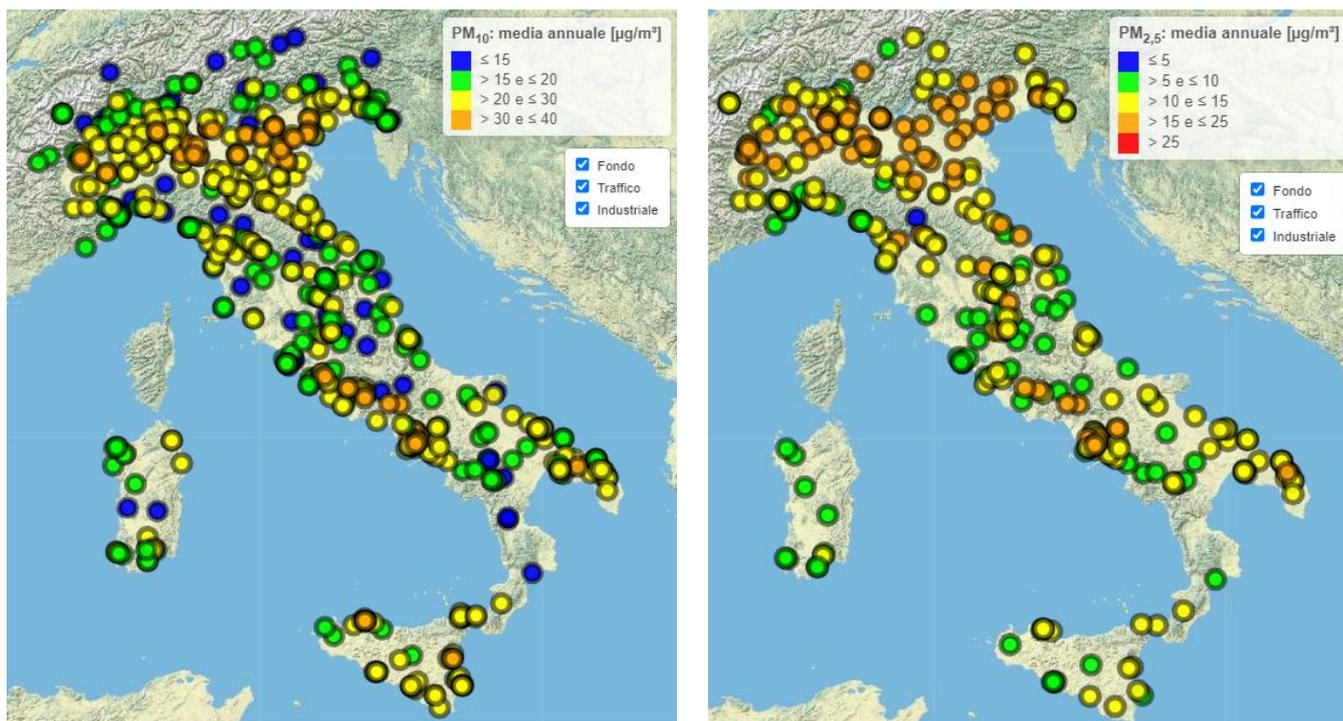 PM10: media annuale [µg/m³]
≤ 15
> 15 e ≤ 20
> 20 e ≤ 30
> 30 e ≤ 40
Fondo
Traffico
Industriale
PM2,5: media annuale [µg/m³]
≤ 5
> 5 e ≤ 10
> 10 e ≤ 15
> 15 e ≤ 25
> 25
Fondo
Traffico
Industriale